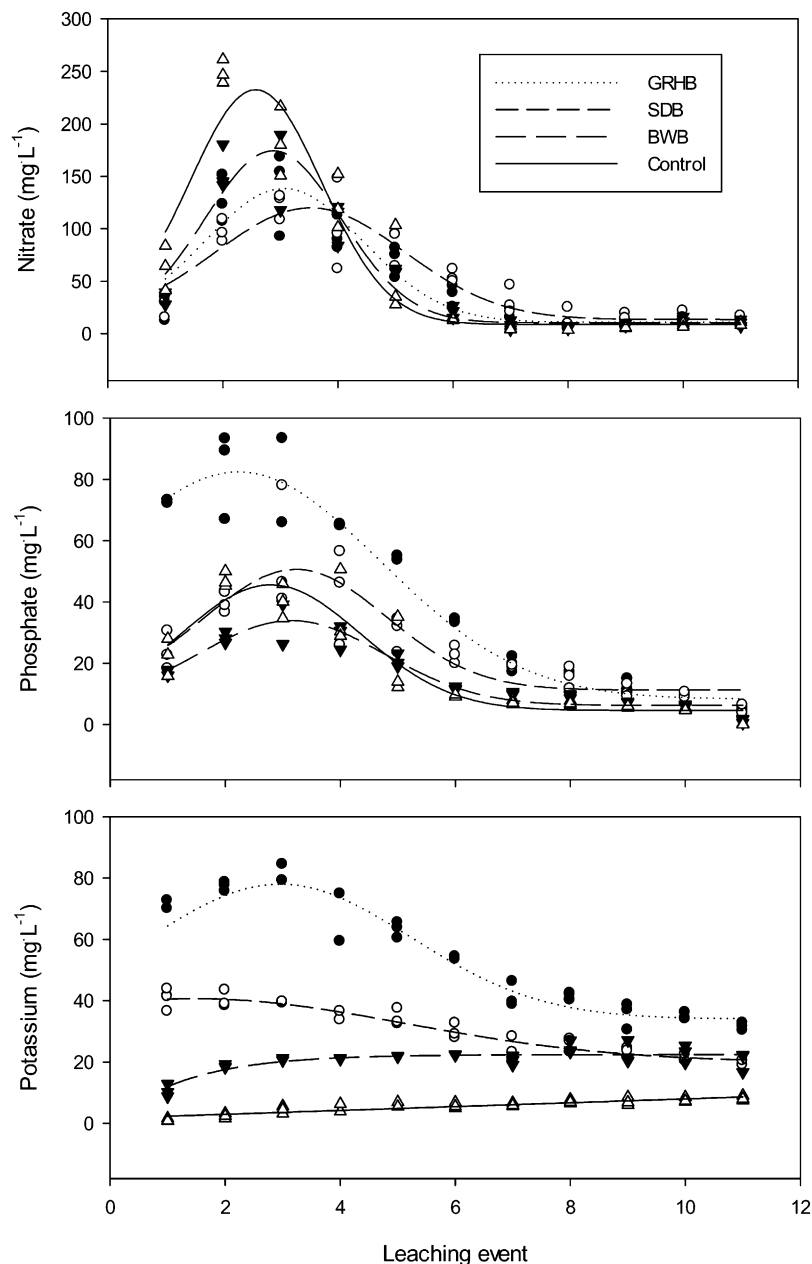 300
250
200
150
100
50
0
Nitrate (mg·L⁻¹)
GRHB
SDB
BWB
Control
100
80
60
40
20
0
Phosphate (mg·L⁻¹)
100
80
60
40
20
0
Potassium (mg·L⁻¹)
0 2 4 6 8 10 12
Leaching event